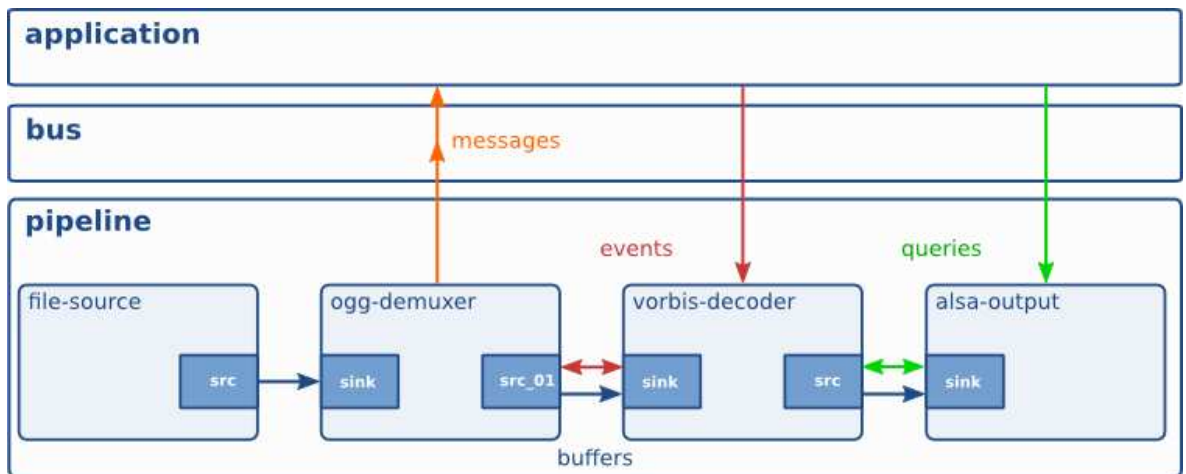 application
bus
messages
pipeline
events
queries
file-source
ogg-demuxer
vorbis-decoder
alsa-output
src
sink
src_01
sink
src
sink
buffers